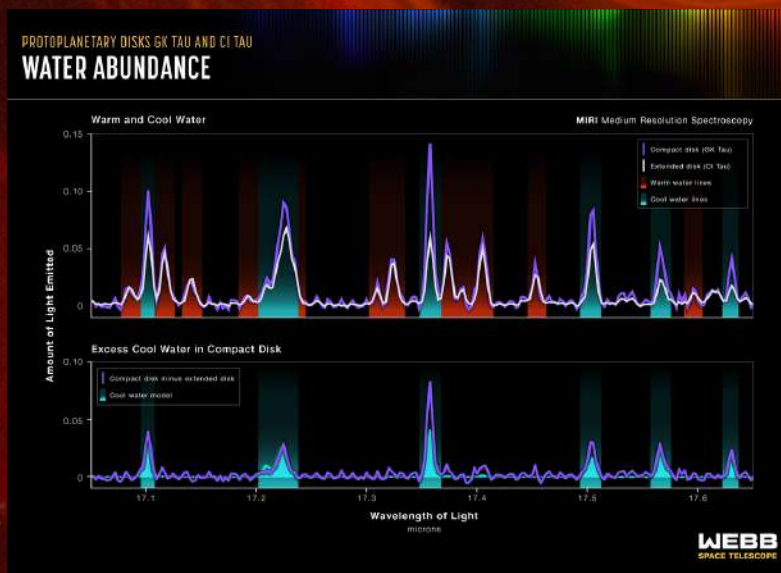 PROTOPLANETARY DISKS GK TAU AND CI TAU
WATER ABUNDANCE
Warm and Cool Water
MIRI Medium Resolution Spectroscopy
0.15
0.10
0.05
0
Compact disk (GK Tau)
Extended disk (CI Tau)
Warm water lines
Cool water lines
Amount of Light Emitted
Excess Cool Water in Compact Disk
0.10
0.05
0
Compact disk minus extended disk
Cool water model
17.1
17.2
17.3
17.4
17.5
17.6
Wavelength of Light
microns
WEBB
SPACE TELESCOPE